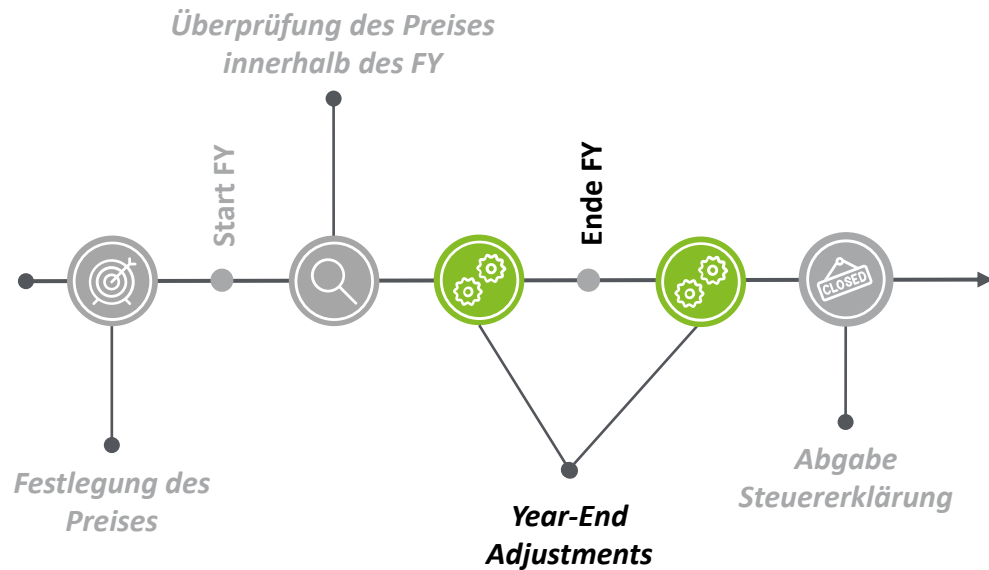 Überprüfung des Preises
innerhalb des FY
Start FY
Ende FY
CLOSED
Festlegung des
Preises
Year-End
Adjustments
Abgabe
Steuererklärung